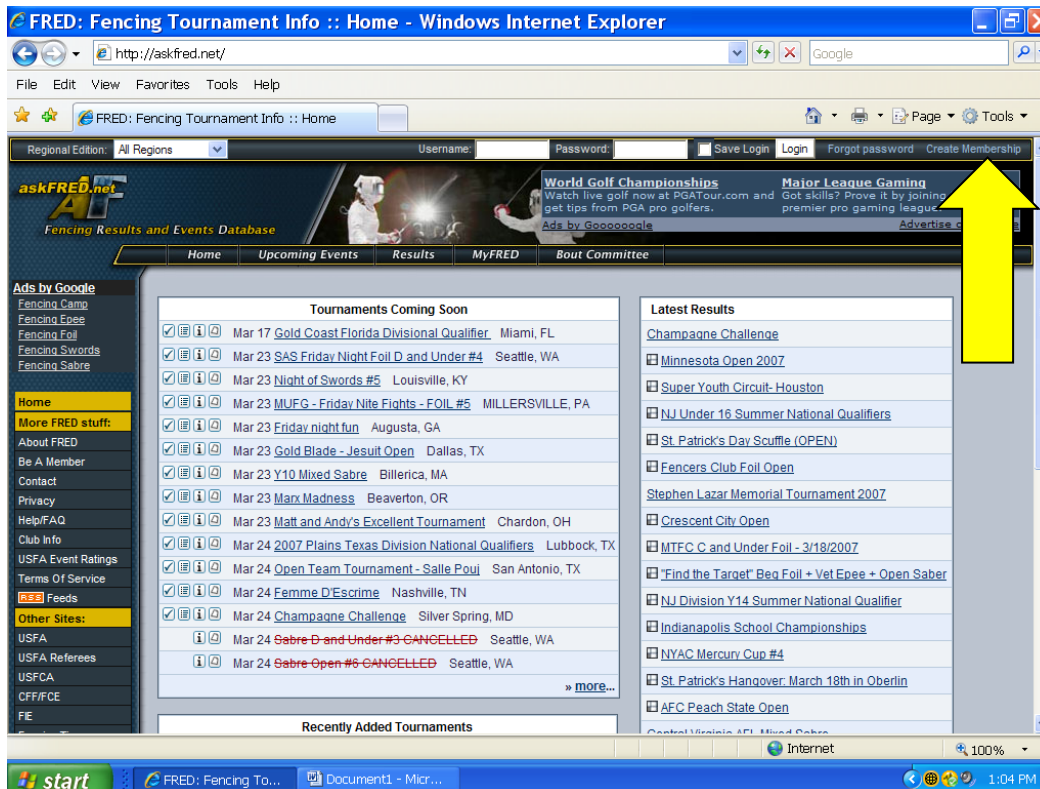 FRED: Fencing Tournament Info :: Home - Windows Internet Explorer
http://askfred.net/
Google
File Edit View Favorites Tools Help
FRED: Fencing Tournament Info :: Home
Page Tools
Regional Edition: All Regions Username: Password: Save Login Login Forgot password Create Membership
askFRED.net
AF
Fencing Results and Events Database
World Golf Championships
Watch live golf now at PGATour.com and
get tips from PGA pro golfers.
Major League Gaming
Got skills? Prove it by joining
premier pro gaming league.
Ads by Goooooogle
Advertise
Home Upcoming Events Results MyFRED Bout Committee
Ads by Google
Fencing Camp
Fencing Epee
Fencing Foil
Fencing Swords
Fencing Sabre
Home
More FRED stuff:
About FRED
Be A Member
Contact
Privacy
Help/FAQ
Club Info
USFA Event Ratings
Terms Of Service
RSS Feeds
Other Sites:
USFA
USFA Referees
USFCA
CFF/FCE
FIE
Tournaments Coming Soon
Mar 17 Gold Coast Florida Divisional Qualifier Miami, FL
Mar 23 SAS Friday Night Foil D and Under #4 Seattle, WA
Mar 23 Night of Swords #5 Louisville, KY
Mar 23 MUFG - Friday Nite Fights - FOIL #5 MILLERSVILLE, PA
Mar 23 Friday night fun Augusta, GA
Mar 23 Gold Blade - Jesuit Open Dallas, TX
Mar 23 Y10 Mixed Sabre Billerica, MA
Mar 23 Marx Madness Beaverton, OR
Mar 23 Matt and Andy's Excellent Tournament Chardon, OH
Mar 24 2007 Plains Texas Division National Qualifiers Lubbock, TX
Mar 24 Open Team Tournament - Salle Pouj San Antonio, TX
Mar 24 Femme D'Escrime Nashville, TN
Mar 24 Champagne Challenge Silver Spring, MD
Mar 24 Sabre D and Under #3 CANCELLED Seattle, WA
Mar 24 Sabre Open #6 CANCELLED Seattle, WA
» more...
Recently Added Tournaments
Latest Results
Champagne Challenge
Minnesota Open 2007
Super Youth Circuit- Houston
NJ Under 16 Summer National Qualifiers
St. Patrick's Day Scuffle (OPEN)
Fencers Club Foil Open
Stephen Lazar Memorial Tournament 2007
Crescent City Open
MTFC C and Under Foil - 3/18/2007
"Find the Target" Beg Foil + Vet Epee + Open Saber
NJ Division Y14 Summer National Qualifier
Indianapolis School Championships
NYAC Mercury Cup #4
St. Patrick's Hangover: March 18th in Oberlin
AFC Peach State Open
Central Virginia AFL Mixed Sabre
Internet 100%
start FRED: Fencing To... Document1 - Micr... 1:04 PM